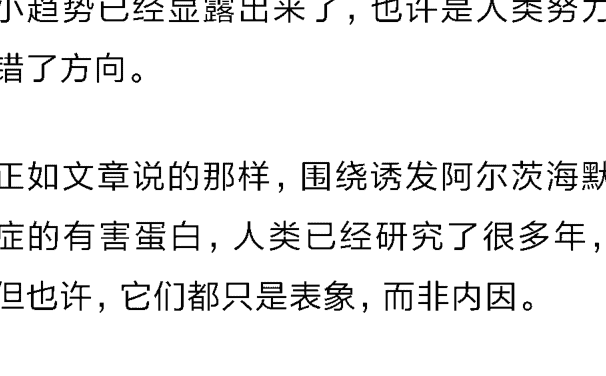 小趋势已经显露出来了，也许是人类努力
错了方向。
正如文章说的那样，围绕诱发阿尔茨海默
症的有害蛋白，人类已经研究了很多年，
但也许，它们都只是表象，而非内因。